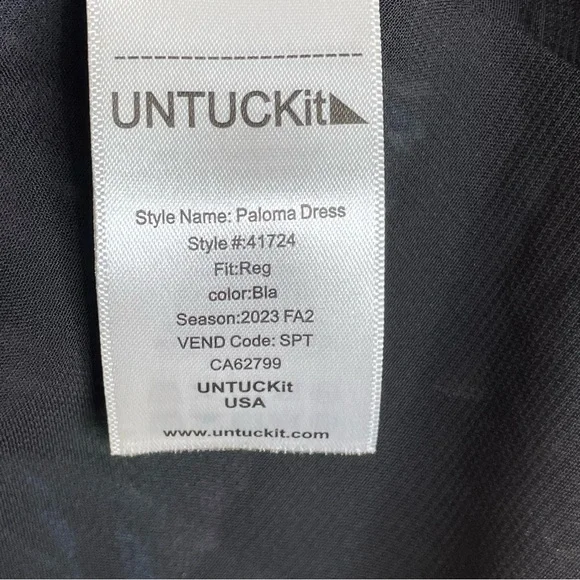 UNTUCKit
Style Name: Paloma Dress
Style #:41724
Fit:Reg
color:Bla
Season:2023 FA2
VEND Code: SPT
CA62799
UNTUCKit
USA
www.untuckit.com